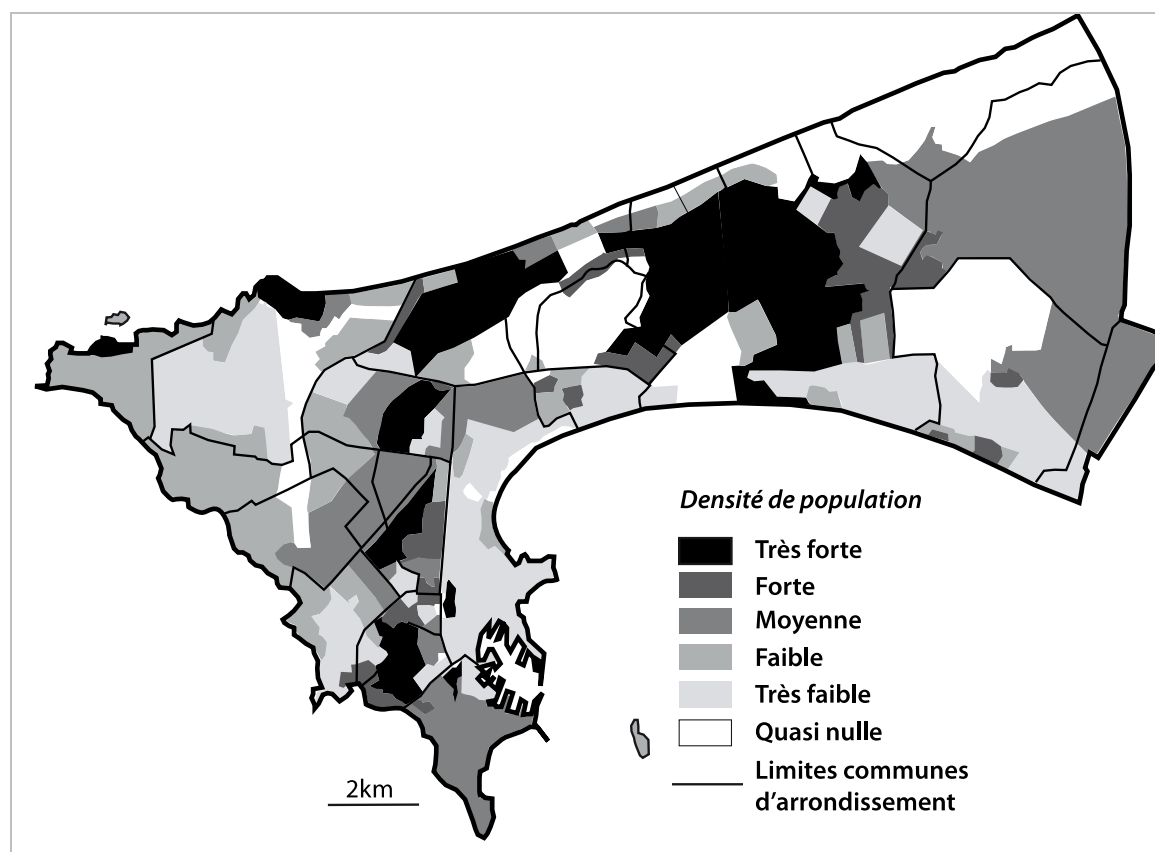 Densité de population
Très forte
Forte
Moyenne
Faible
Très faible
Quasi nulle
Limites communes
d'arrondissement
2km